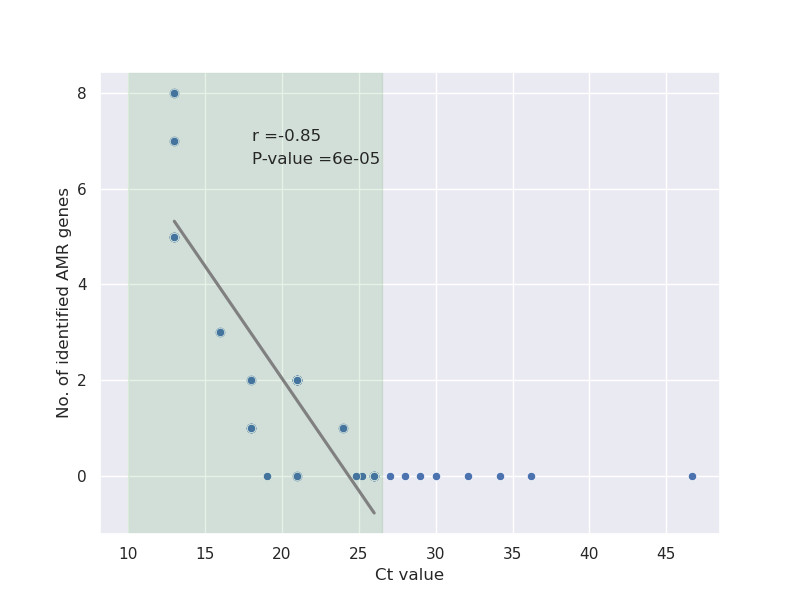 r =-0.85
P-value =6e-05
8
6
4
2
0
No. of identified AMR genes
10 15 20 25 30 35 40 45
Ct value